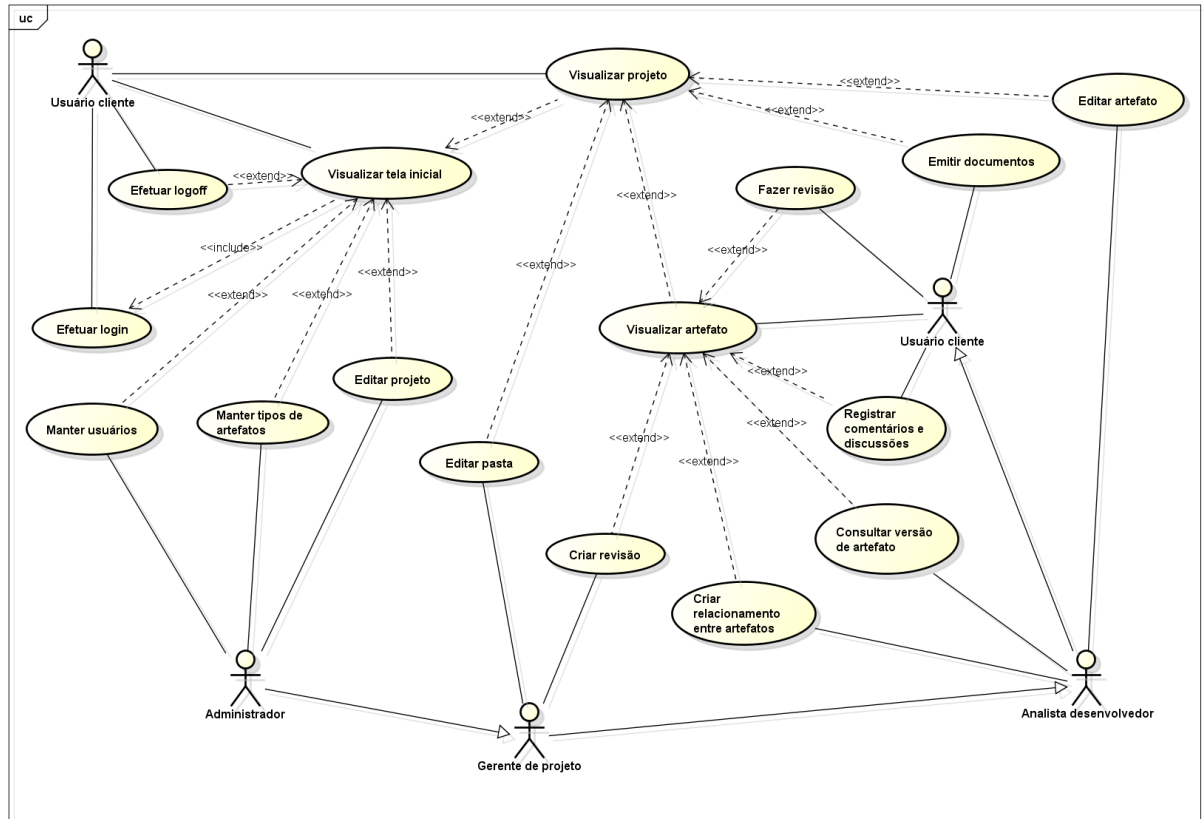 uc
Usuário cliente
Visualizar projeto
<<extend>>
Editar artefato
<<extend>>
<<extend>>
Emitir documentos
Efetuar logoff
<<extend>>
Visualizar tela inicial
Fazer revisão
<<extend>>
<<include>>
<<extend>>
<<extend>>
<<extend>>
<<extend>>
<<extend>>
Efetuar login
Visualizar artefato
Usuário cliente
Editar projeto
<<extend>>
Manter usuários
Manter tipos de
artefatos
Registrar
comentários e
discussões
<<extend>>
<<extend>>
Editar pasta
<<extend>>
Criar revisão
Consultar versão
de artefato
Criar
relacionamento
entre artefatos
Administrador
Analista desenvolvedor
Gerente de projeto